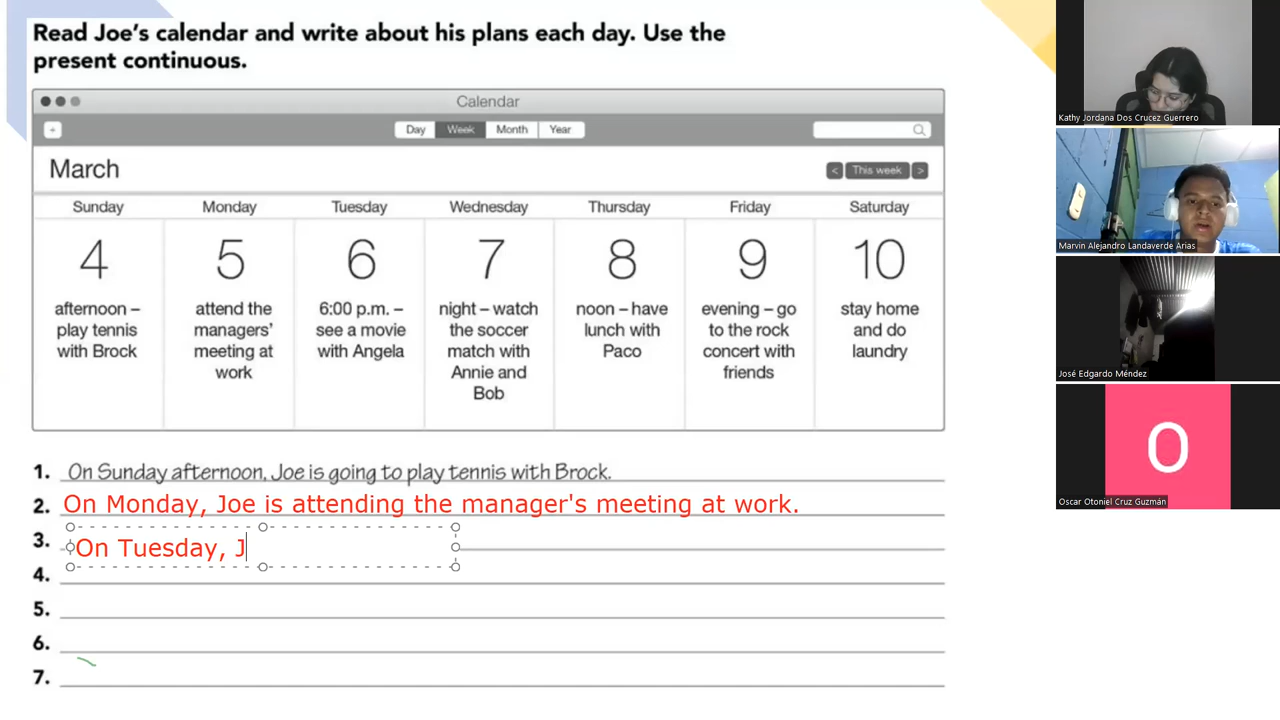 Read Joe's calendar and write about his plans each day. Use the
present continuous.
Calendar
+
Day Week Month Year
March
< This week >
Sunday Monday Tuesday Wednesday Thursday Friday Saturday
4 5 6 7 8 9 10
afternoon –
play tennis
with Brock
attend the
managers'
meeting at
work
6:00 p.m. –
see a movie
with Angela
night – watch
the soccer
match with
Annie and
Bob
noon – have
lunch with
Paco
evening – go
to the rock
concert with
friends
stay home
and do
laundry
1. On Sunday afternoon, Joe is going to play tennis with Brock.
2. On Monday, Joe is attending the manager's meeting at work.
3. On Tuesday, J
4.
5.
6.
7.
Kathy Jordana Dos Crucez Guerrero
Marvin Alejandro Landaverde Arias
José Edgardo Méndez
O
Oscar Otoniel Cruz Guzmán